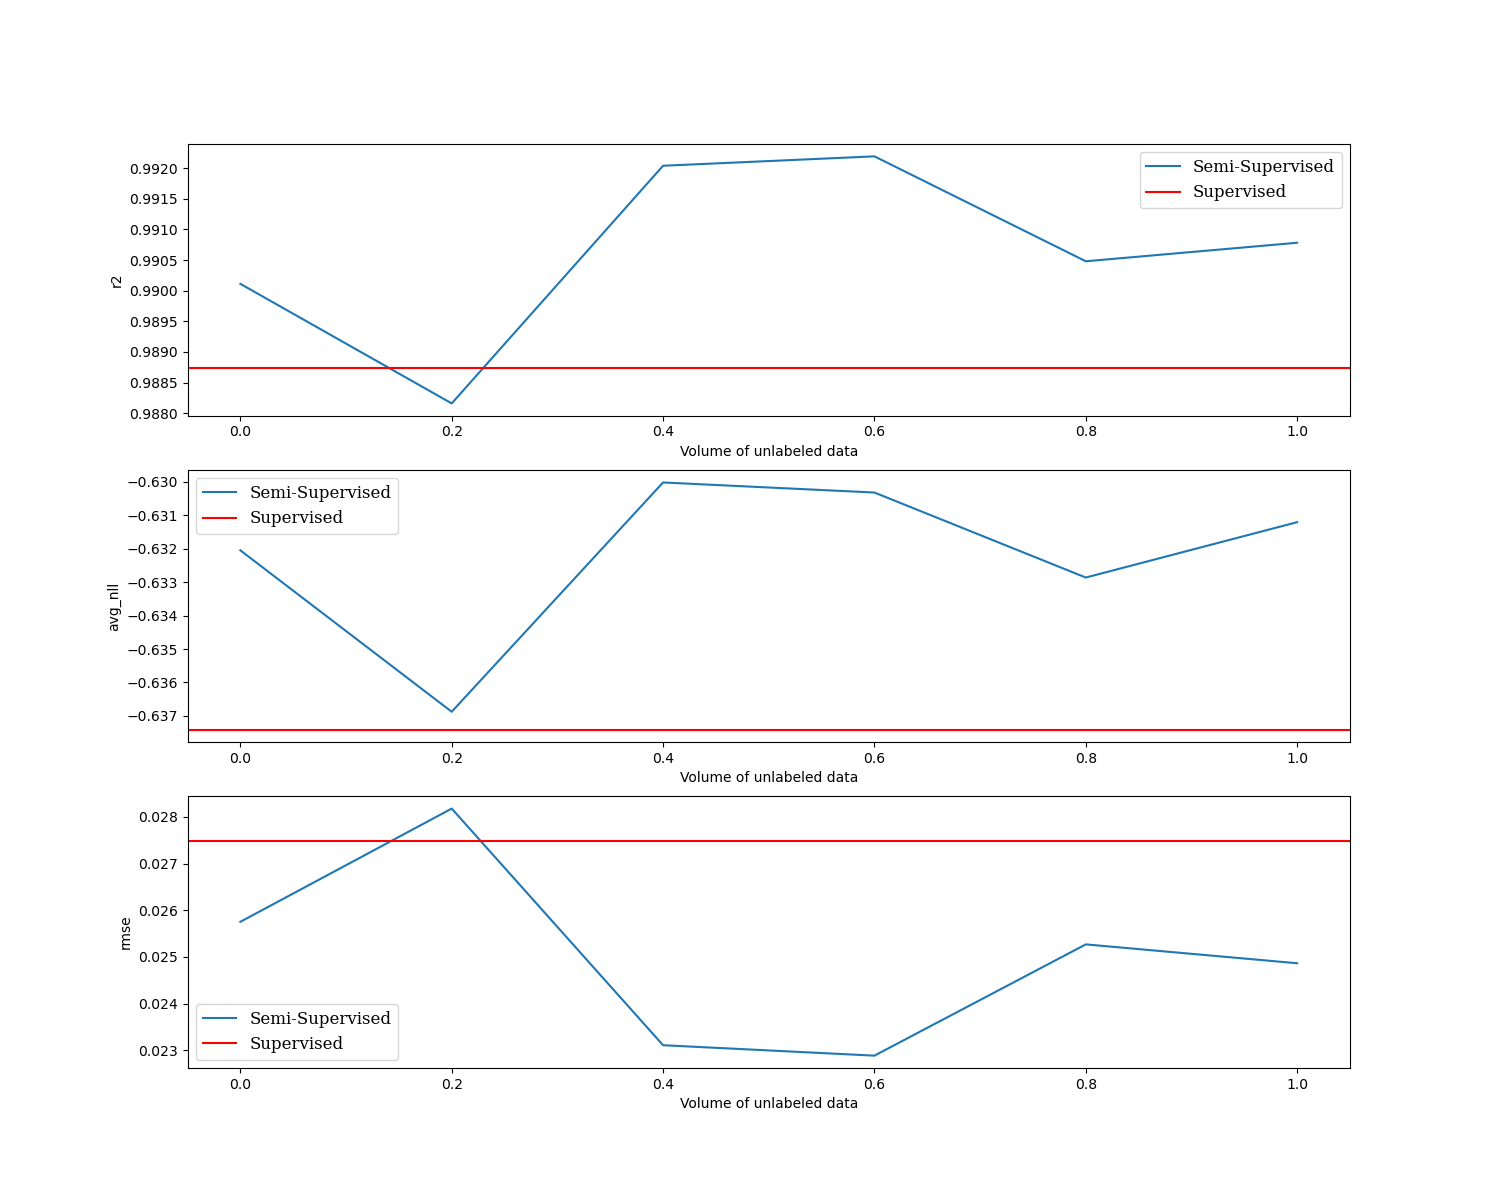 0.9920
0.9915
0.9910
0.9905
0.9900
0.9895
0.9890
0.9885
0.9880
r2
Semi-Supervised
Supervised
0.0 0.2 0.4 0.6 0.8 1.0
Volume of unlabeled data
−0.630
−0.631
−0.632
−0.633
−0.634
−0.635
−0.636
−0.637
avg_nll
Semi-Supervised
Supervised
0.0 0.2 0.4 0.6 0.8 1.0
Volume of unlabeled data
0.028
0.027
0.026
0.025
0.024
0.023
rmse
Semi-Supervised
Supervised
0.0 0.2 0.4 0.6 0.8 1.0
Volume of unlabeled data